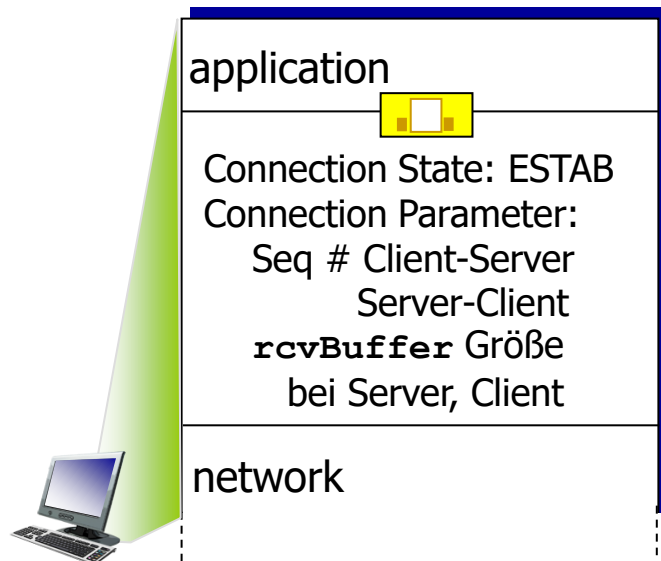 application
Connection State: ESTAB
Connection Parameter:
Seq # Client-Server
Server-Client
rcvBuffer Größe
bei Server, Client
network